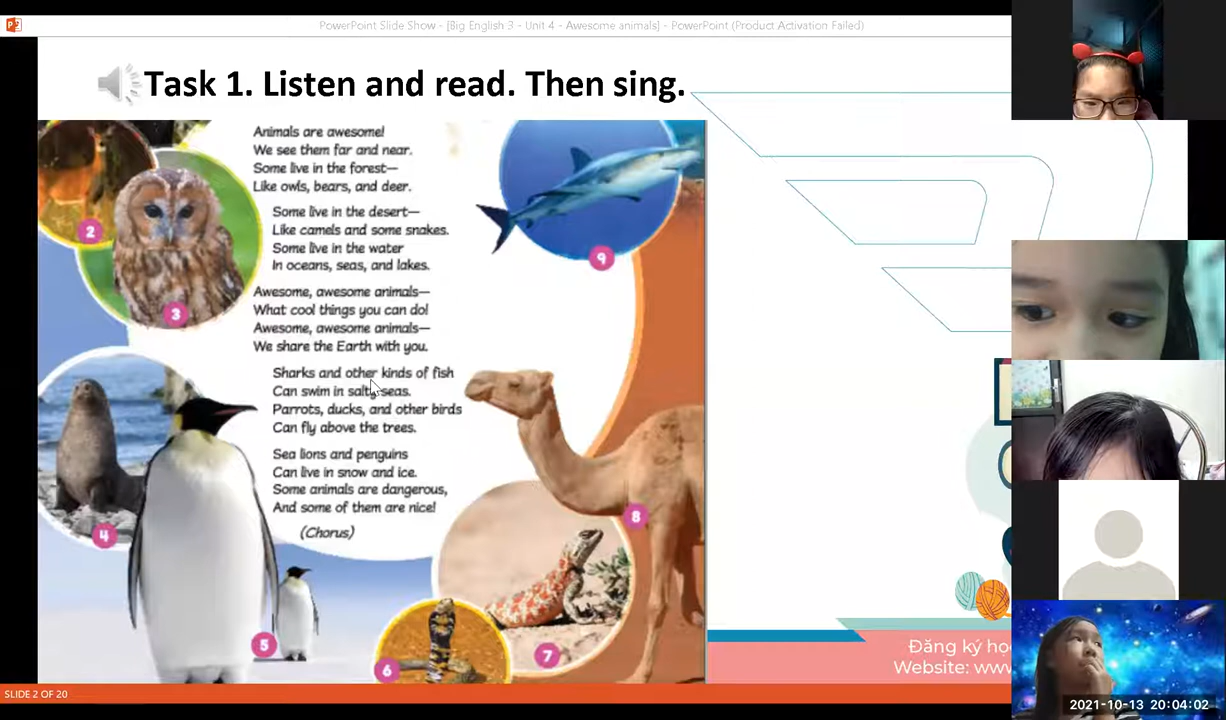 PowerPoint Slide Show - [Big English 3 - Unit 4 - Awesome animals] - PowerPoint (Product Activation Failed)
Task 1. Listen and read. Then sing.
Animals are awesome!
We see them far and near.
Some live in the forest—
Like owls, bears, and deer.
Some live in the desert—
Like camels and some snakes.
Some live in the water
In oceans, seas, and lakes.
Awesome, awesome animals—
What cool things you can do!
Awesome, awesome animals—
We share the Earth with you.
Sharks and other kinds of fish
Can swim in salty seas.
Parrots, ducks, and other birds
Can fly above the trees.
Sea lions and penguins
Can live in snow and ice.
Some animals are dangerous,
And some of them are nice!
(Chorus)
2
3
4
5
6
7
8
9
Đăng ký học
Website: www
SLIDE 2 OF 20
2021-10-13 20:04:02